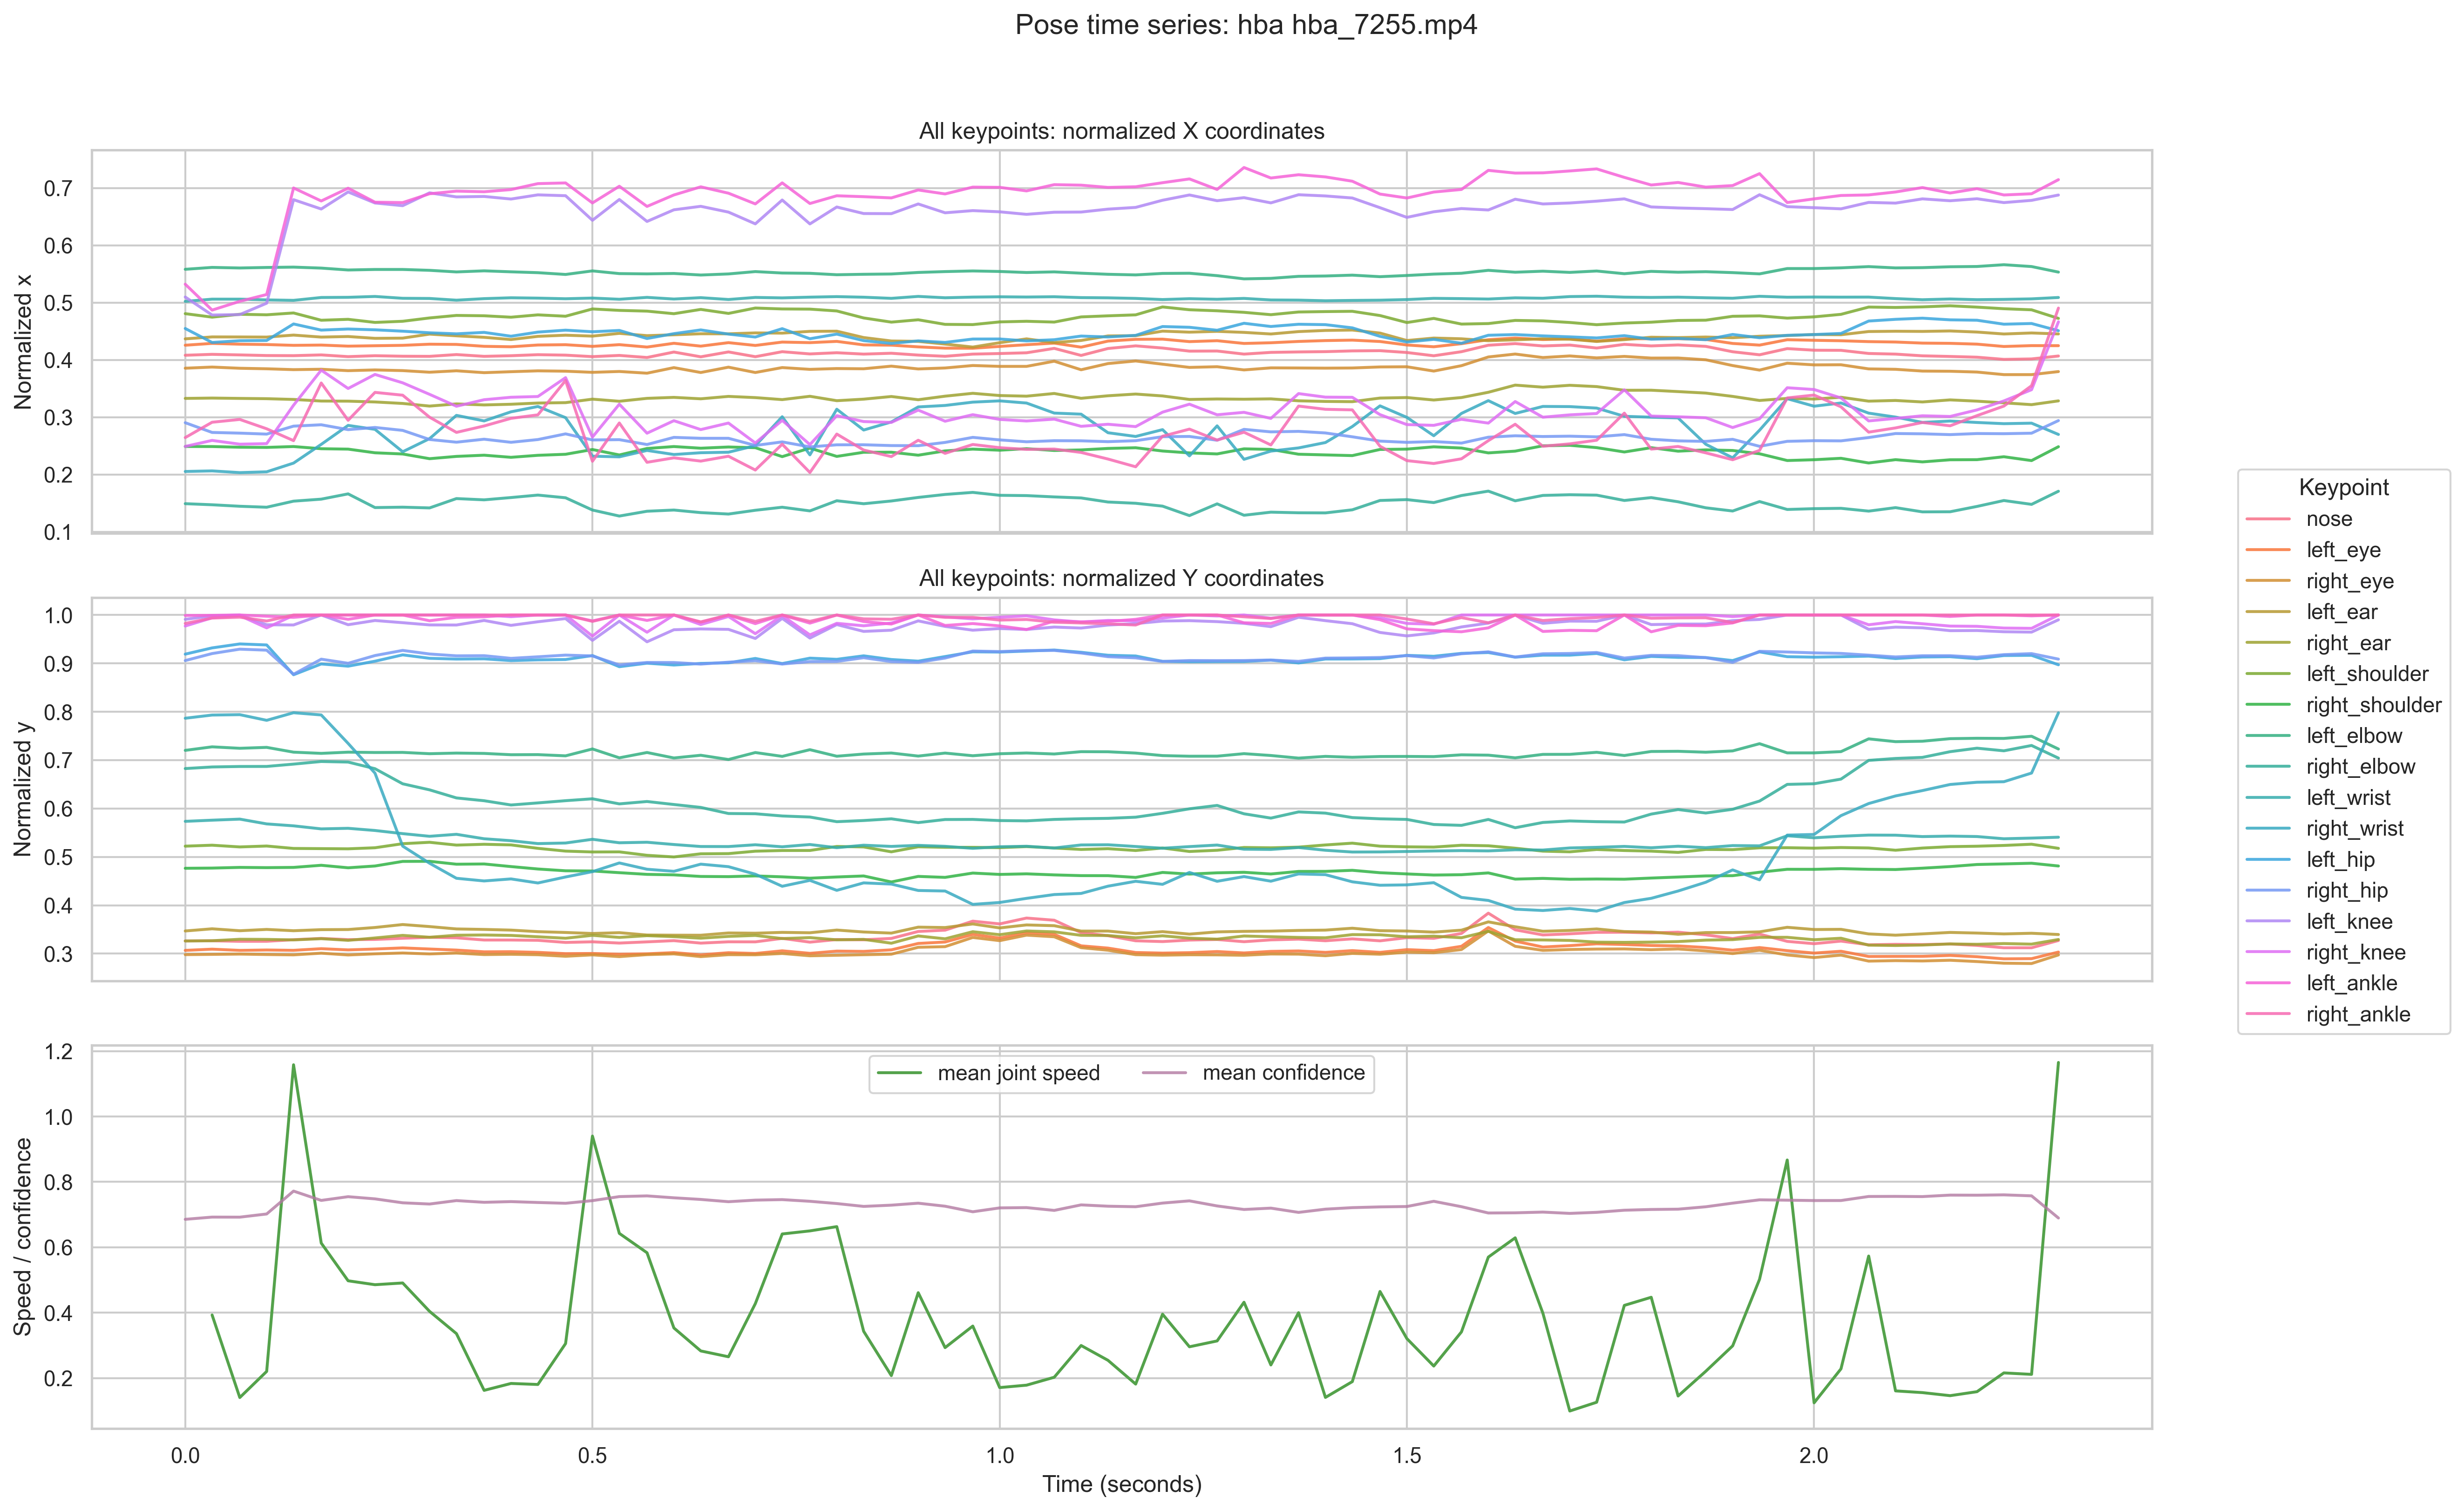 Pose time series: hba hba_7255.mp4
All keypoints: normalized X coordinates
Normalized x
0.7
0.6
0.5
0.4
0.3
0.2
0.1
All keypoints: normalized Y coordinates
Normalized y
1.0
0.9
0.8
0.7
0.6
0.5
0.4
0.3
Speed / confidence
1.2
1.0
0.8
0.6
0.4
0.2
mean joint speed
mean confidence
0.0
0.5
1.0
1.5
2.0
Time (seconds)
Keypoint
nose
left_eye
right_eye
left_ear
right_ear
left_shoulder
right_shoulder
left_elbow
right_elbow
left_wrist
right_wrist
left_hip
right_hip
left_knee
right_knee
left_ankle
right_ankle